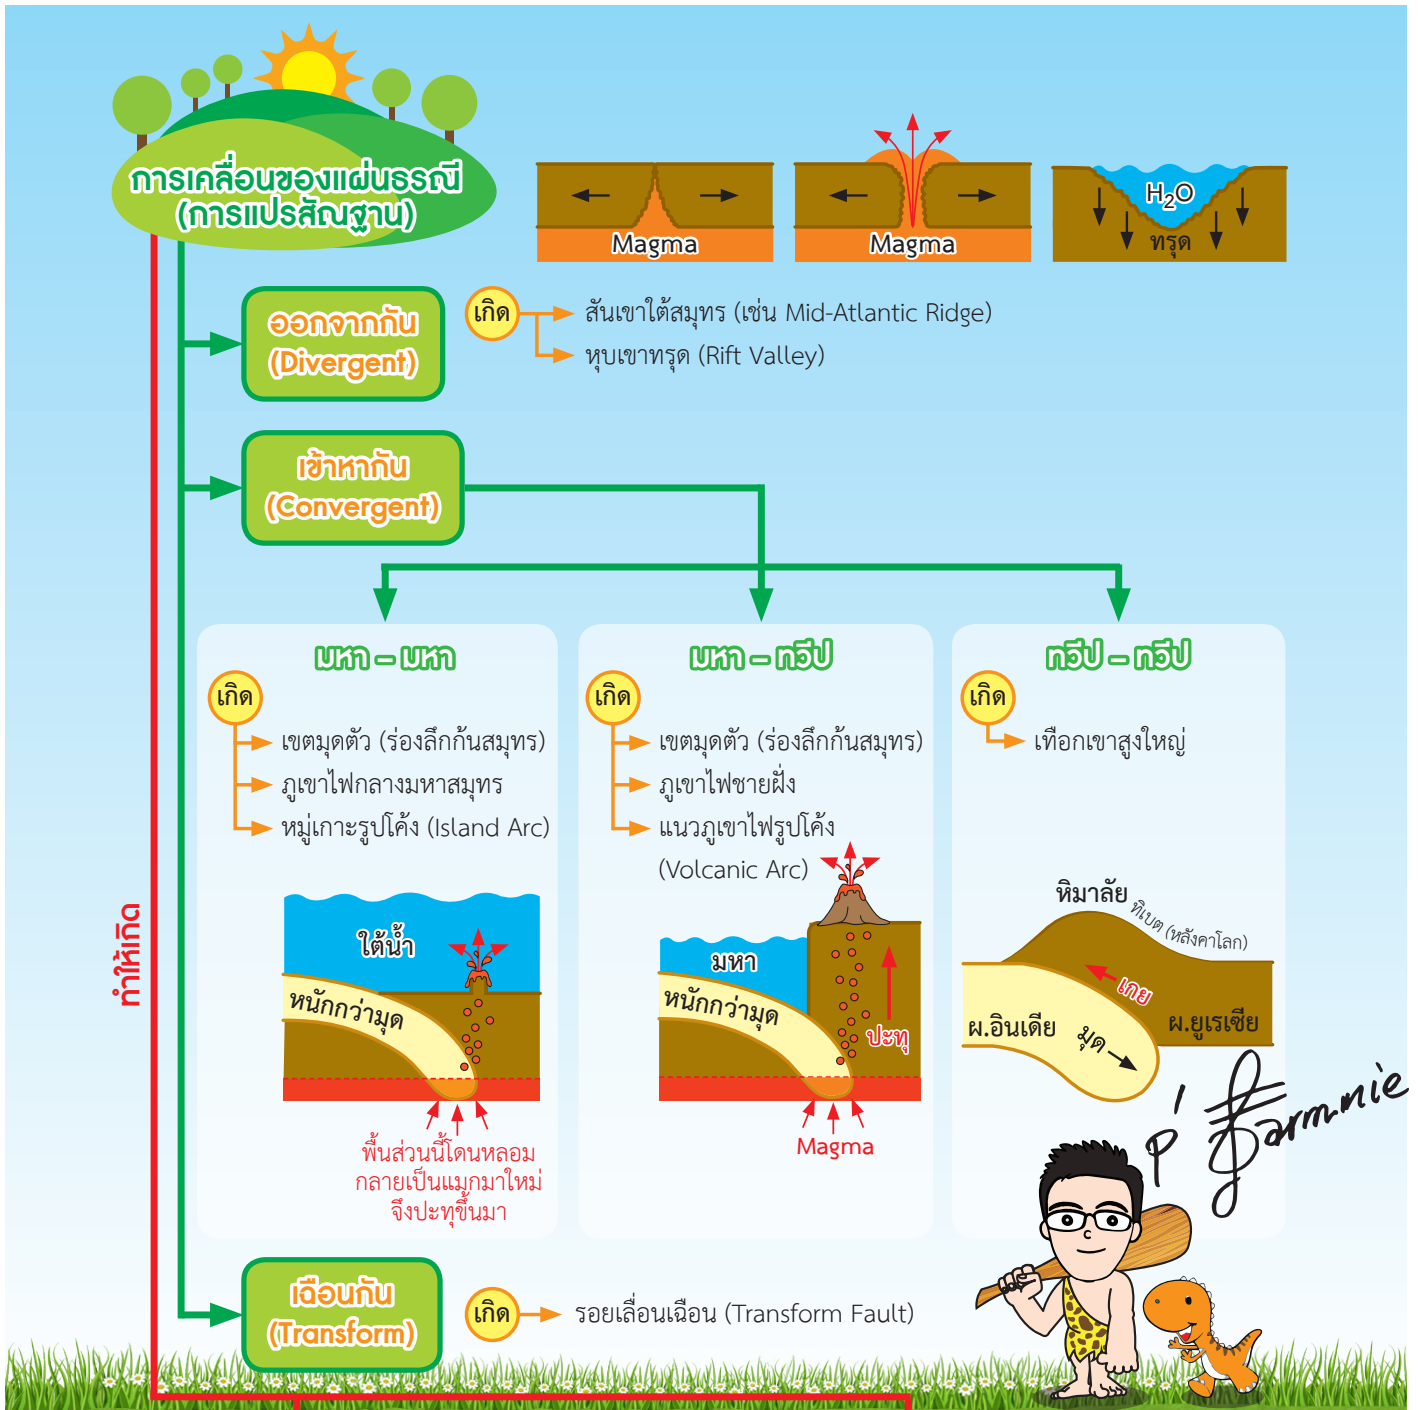 การเคลื่อนของแผ่นธรณี
(การแปรสัณฐาน)
Magma
Magma
H₂O
ทรุด
ออกจากกัน
(Divergent)
เกิด
สันเขาใต้สมุทร (เช่น Mid-Atlantic Ridge)
หุบเขาทรุด (Rift Valley)
เข้าหากัน
(Convergent)
มหา – มหา
เกิด
เขตมุดตัว (ร่องลึกก้นสมุทร)
ภูเขาไฟกลางมหาสมุทร
หมู่เกาะรูปโค้ง (Island Arc)
ใต้น้ำ
หนักกว่ามุด
พื้นส่วนนี้โดนหลอม
กลายเป็นแมกมาใหม่
จึงปะทุขึ้นมา
มหา – ทวีป
เกิด
เขตมุดตัว (ร่องลึกก้นสมุทร)
ภูเขาไฟชายฝั่ง
แนวภูเขาไฟรูปโค้ง
(Volcanic Arc)
มหา
หนักกว่ามุด
ปะทุ
Magma
ทวีป – ทวีป
เกิด
เทือกเขาสูงใหญ่
หิมาลัย
ทิเบต (หลังคาโลก)
เกย
ผ.อินเดีย
มุด
ผ.ยูเรเซีย
ทำให้เกิด
เฉือนกัน
(Transform)
เกิด
รอยเลื่อนเฉือน (Transform Fault)